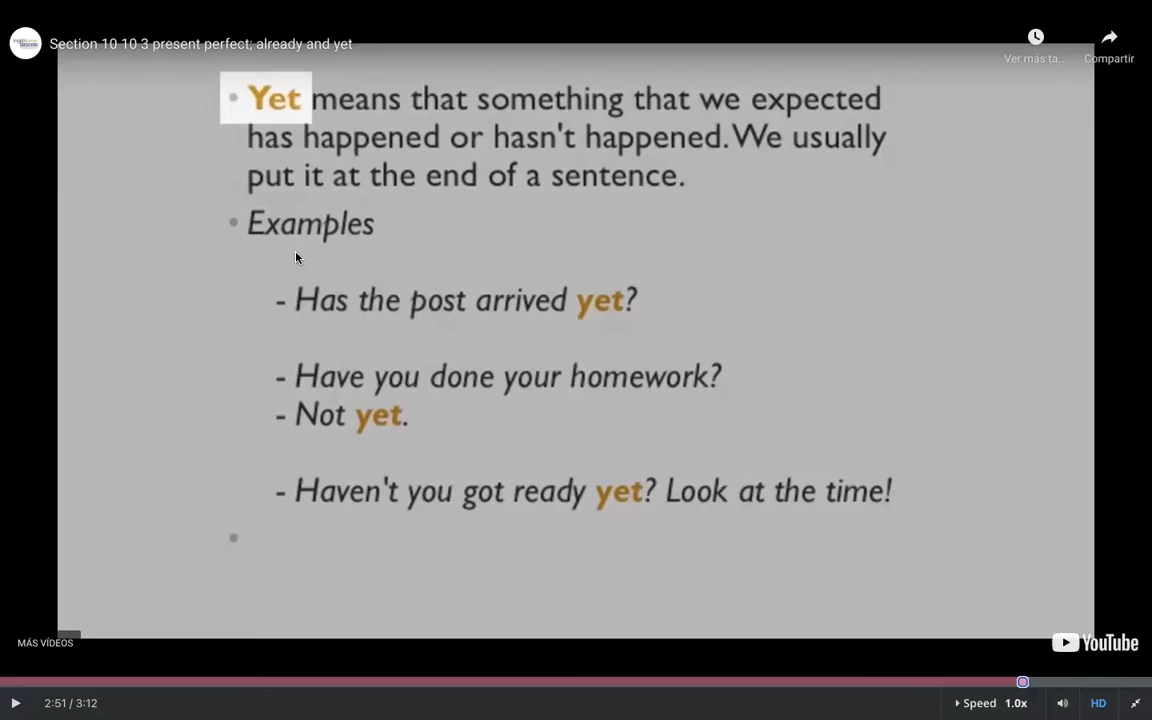 Section 10 10 3 present perfect; already and yet
Ver más ta...
Compartir
• Yet means that something that we expected
has happened or hasn't happened. We usually
put it at the end of a sentence.
• Examples
- Has the post arrived yet?
- Have you done your homework?
- Not yet.
- Haven't you got ready yet? Look at the time!
•
MÁS VÍDEOS
YouTube
2:51 / 3:12
Speed 1.0x
HD